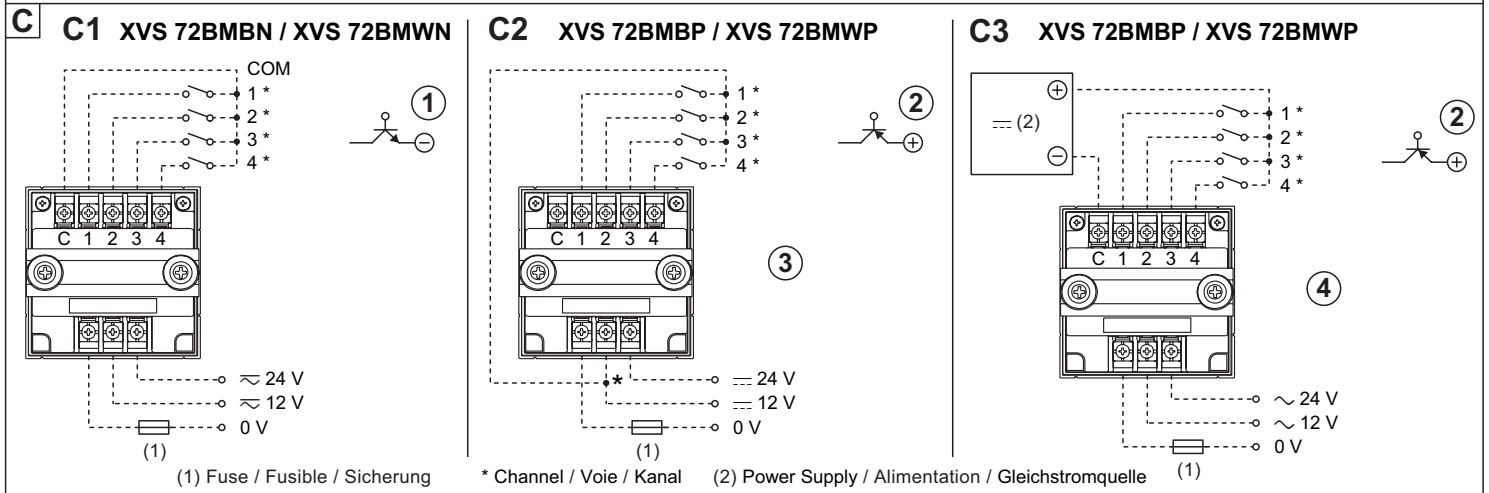 C
C1 XVS 72BMBN / XVS 72BMWN
COM
1 *
2 *
3 *
4 *
1
C 1 2 3 4
⏦ 24 V
⏦ 12 V
0 V
(1)
C2 XVS 72BMBP / XVS 72BMWP
1 *
2 *
3 *
4 *
2
+
C 1 2 3 4
3
*
⎓ 24 V
⎓ 12 V
0 V
(1)
C3 XVS 72BMBP / XVS 72BMWP
+
⎓ (2)
−
1 *
2 *
3 *
4 *
2
+
C 1 2 3 4
4
∼ 24 V
∼ 12 V
0 V
(1)
(1) Fuse / Fusible / Sicherung * Channel / Voie / Kanal (2) Power Supply / Alimentation / Gleichstromquelle